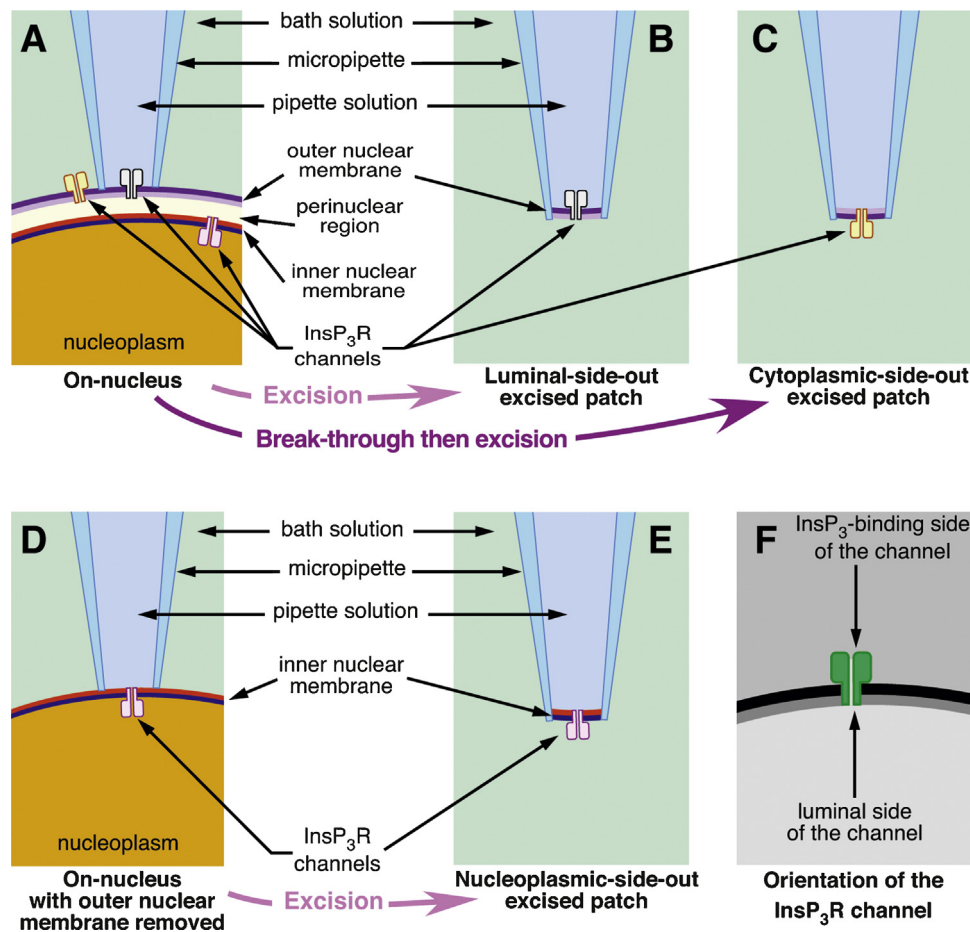 A
bath solution
B
C
micropipette
pipette solution
outer nuclear
membrane
perinuclear
region
inner nuclear
membrane
InsP₃R
channels
nucleoplasm
On-nucleus
Luminal-side-out
excised patch
Cytoplasmic-side-out
excised patch
Excision
Break-through then excision
D
bath solution
E
F
InsP₃-binding side
of the channel
micropipette
pipette solution
inner nuclear
membrane
luminal side
of the channel
InsP₃R
channels
nucleoplasm
On-nucleus
with outer nuclear
membrane removed
Excision
Nucleoplasmic-side-out
excised patch
Orientation of the
InsP₃R channel